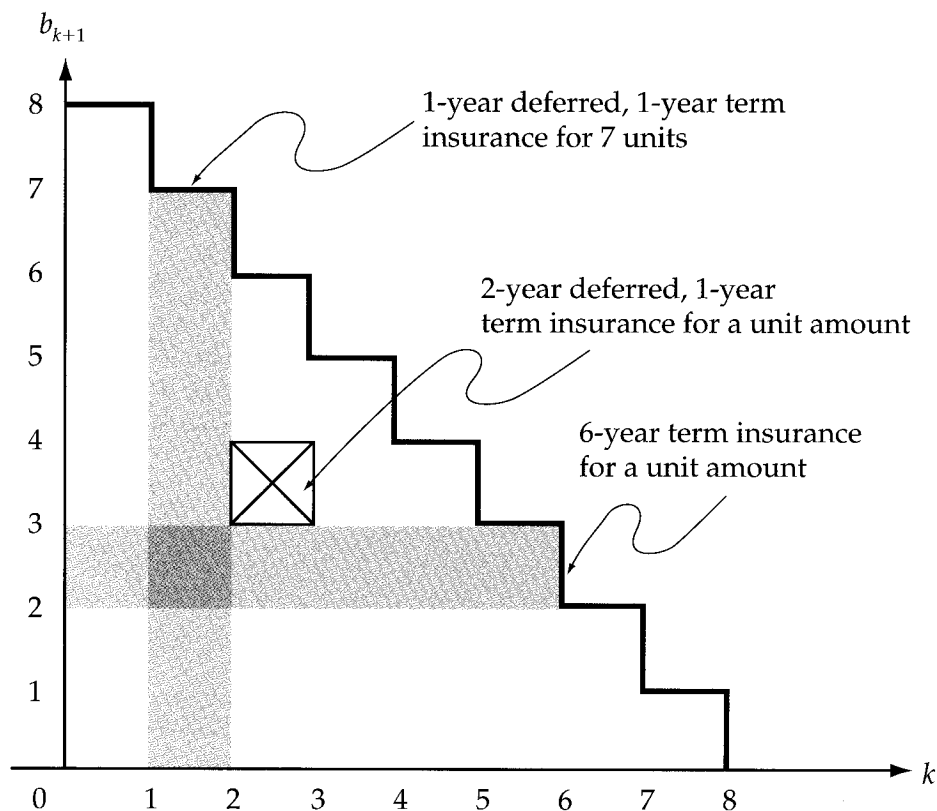 b_{k+1}
8
1-year deferred, 1-year term
insurance for 7 units
7
6
2-year deferred, 1-year
term insurance for a unit amount
5
4
6-year term insurance
for a unit amount
3
2
1
k
0 1 2 3 4 5 6 7 8